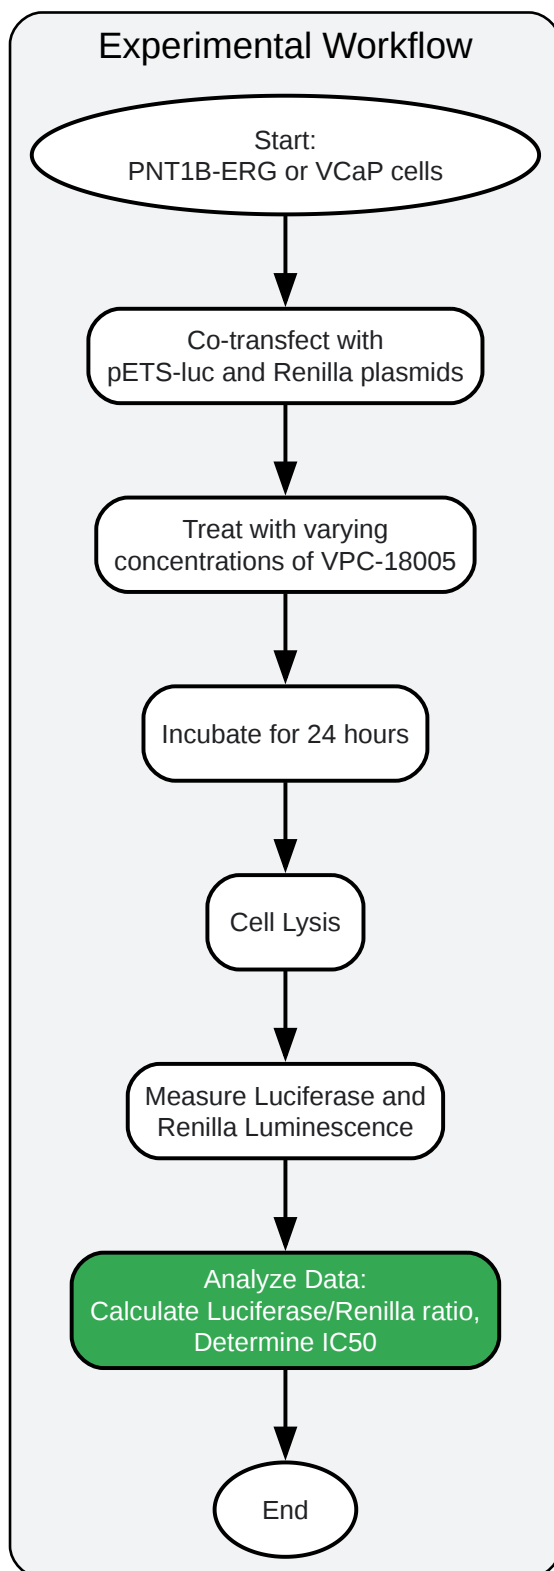 Experimental Workflow
Start:
PNT1B-ERG or VCaP cells
Co-transfect with
pETS-luc and Renilla plasmids
Treat with varying
concentrations of VPC-18005
Incubate for 24 hours
Cell Lysis
Measure Luciferase and
Renilla Luminescence
Analyze Data:
Calculate Luciferase/Renilla ratio,
Determine IC50
End